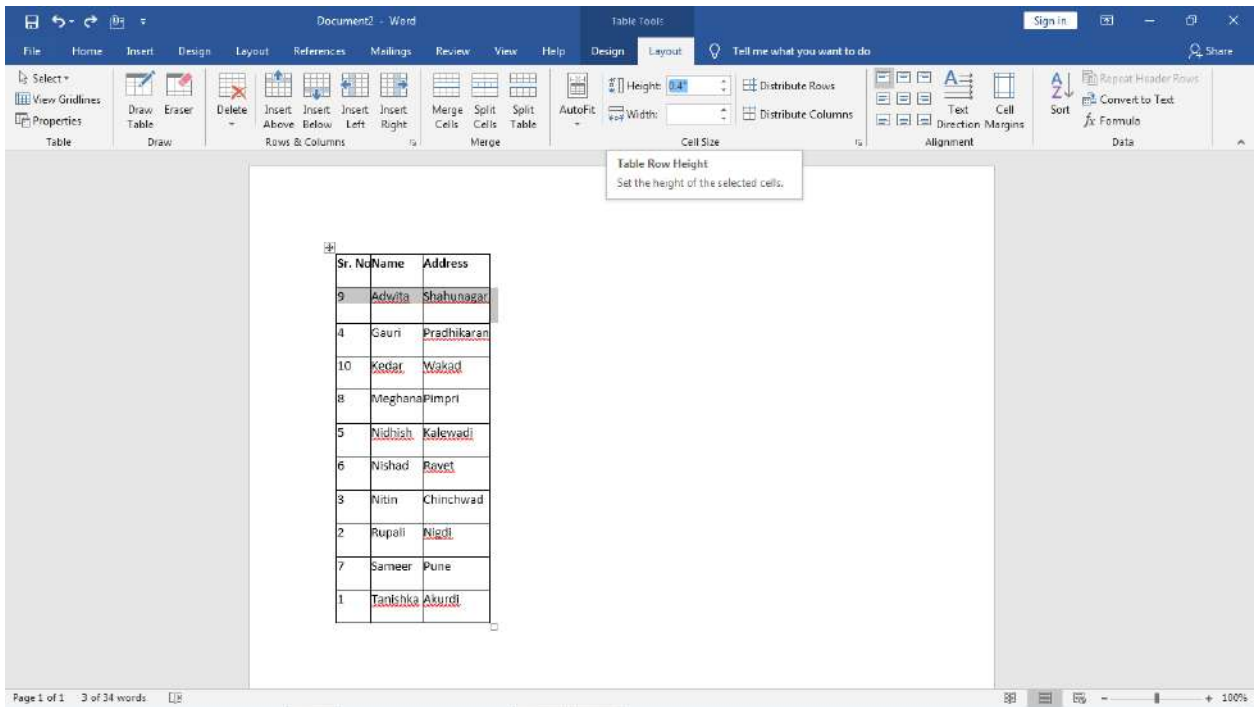 Document2 - Word
Table Tools
Sign in
File Home Insert Design Layout References Mailings Review View Help Design Layout Tell me what you want to do Share
Select
View Gridlines
Properties
Table
Draw Table
Eraser
Draw
Delete
Insert Above
Insert Below
Insert Left
Insert Right
Rows & Columns
Merge Cells
Split Cells
Split Table
Merge
AutoFit
Height: 0.4"
Width:
Distribute Rows
Distribute Columns
Cell Size
Text Direction
Cell Margins
Alignment
Sort
Repeat Header Rows
Convert to Text
fx Formula
Data
Table Row Height
Set the height of the selected cells.
Sr. No Name Address
9 Adwita Shahunagar
4 Gauri Pradhikaran
10 Kedar Wakad
8 Meghana Pimpri
5 Nidhish Kalewadi
6 Nishad Ravet
3 Nitin Chinchwad
2 Rupali Nigdi
7 Sameer Pune
1 Tanishka Akurdi
Page 1 of 1 3 of 34 words 100%